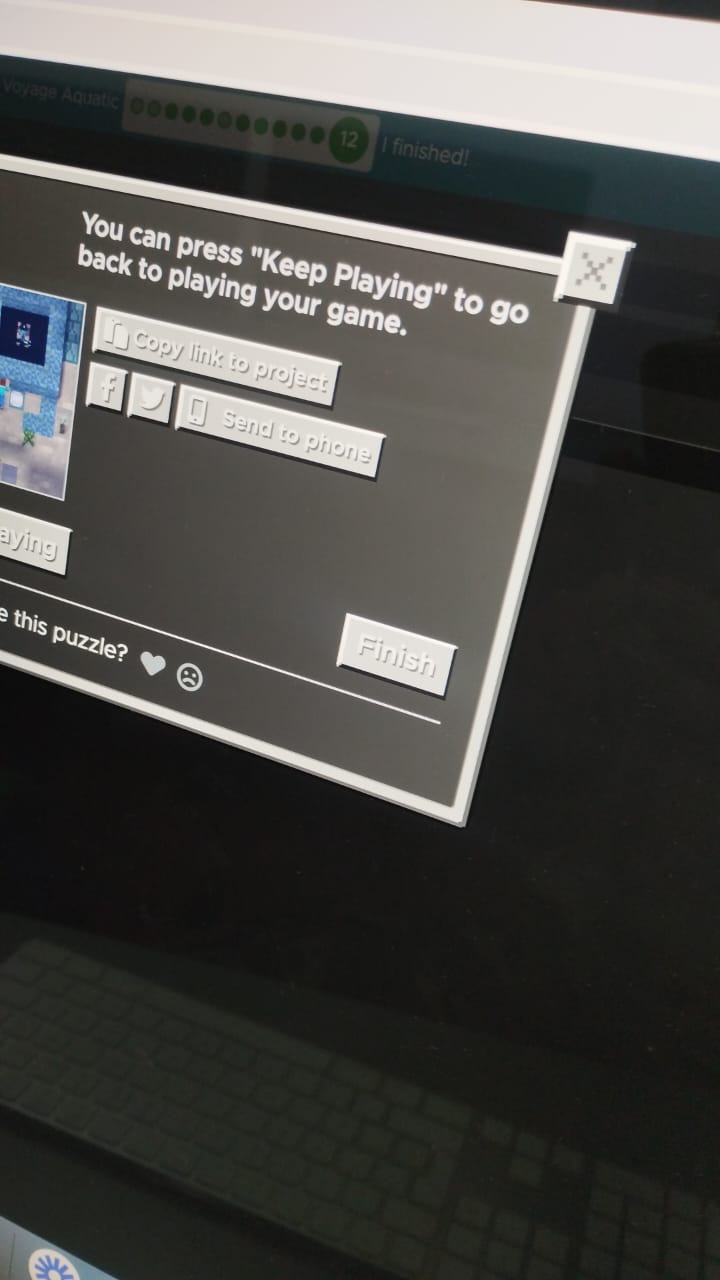 Voyage Aquatic
12
I finished!
You can press "Keep Playing" to go
back to playing your game.
Copy link to project
Send to phone
aying
e this puzzle?
Finish